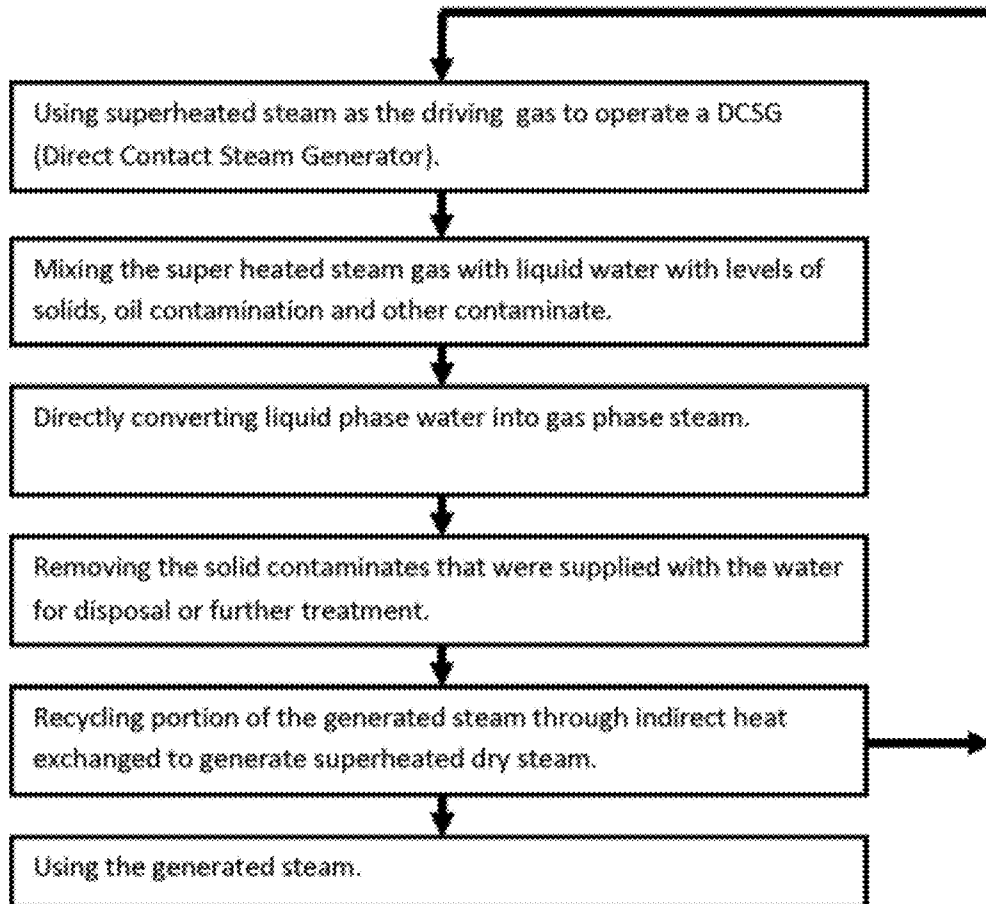 Using superheated steam as the driving gas to operate a DCSG
(Direct Contact Steam Generator).
Mixing the super heated steam gas with liquid water with levels of
solids, oil contamination and other contaminate.
Directly converting liquid phase water into gas phase steam.
Removing the solid contaminates that were supplied with the water
for disposal or further treatment.
Recycling portion of the generated steam through indirect heat
exchanged to generate superheated dry steam.
Using the generated steam.